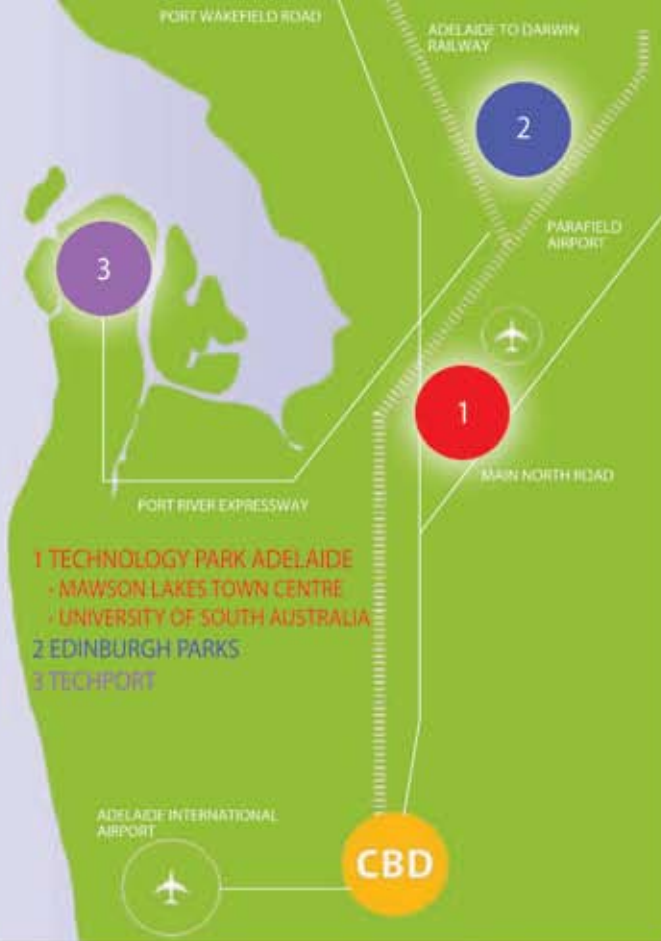 PORT WAKEFIELD ROAD
ADELAIDE TO DARWIN
RAILWAY
2
PARAFIELD
AIRPORT
3
1
MAIN NORTH ROAD
PORT RIVER EXPRESSWAY
1 TECHNOLOGY PARK ADELAIDE
- MAWSON LAKES TOWN CENTRE
- UNIVERSITY OF SOUTH AUSTRALIA
2 EDINBURGH PARKS
3 TECHPORT
ADELAIDE INTERNATIONAL
AIRPORT
CBD